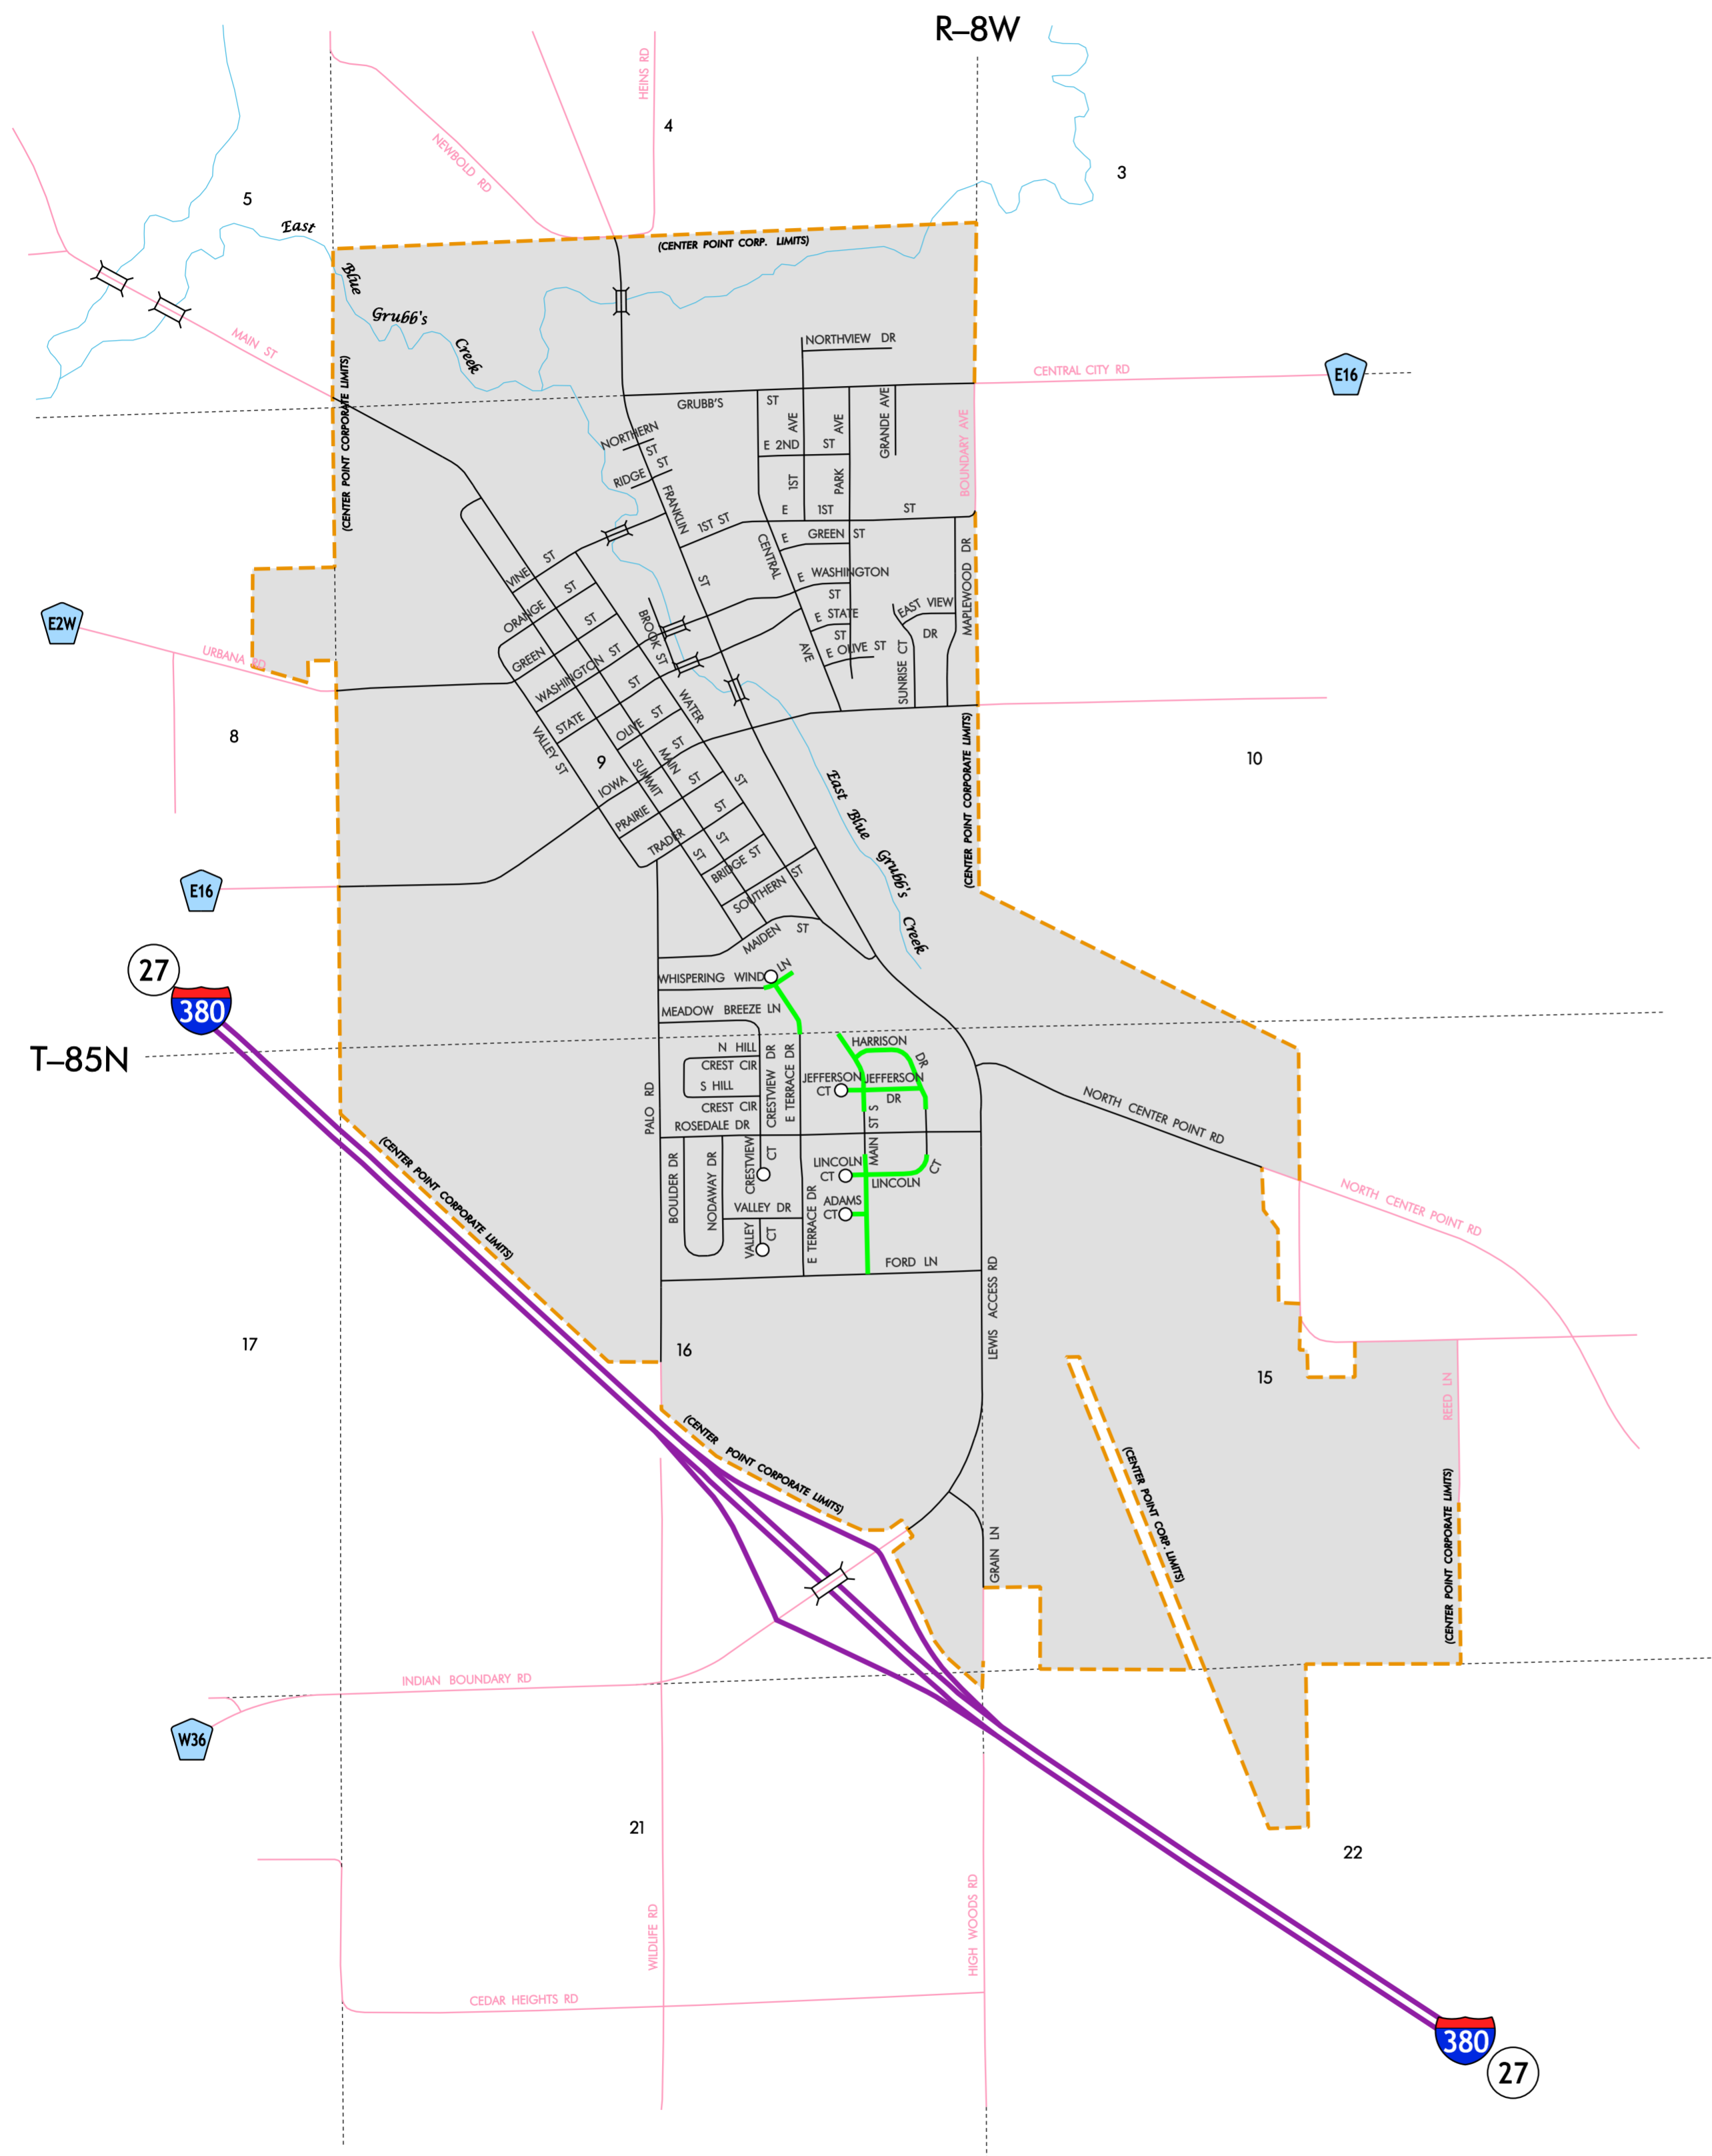 R–8W
HEINS RD
4
NEWBOLD RD
3
5
East
Blue
Grubb's
Creek
(CENTER POINT CORP. LIMITS)
MAIN ST
(CENTER POINT CORPORATE LIMITS)
NORTHVIEW DR
CENTRAL CITY RD
E16
GRUBB'S ST
1ST AVE
PARK AVE
GRANDE AVE
BOUNDARY AVE
NORTHERN ST
E 2ND ST
RIDGE ST
FRANKLIN ST
1ST ST
E 1ST ST
E GREEN ST
CENTRAL AVE
E WASHINGTON ST
E STATE ST
E OLIVE ST
EAST VIEW DR
SUNRISE CT
MAPLEWOOD DR
VINE ST
ORANGE ST
GREEN ST
BROOK ST
WASHINGTON ST
STATE ST
OLIVE ST
WATER ST
VALLEY ST
E2W
URBANA RD
8
9
10
SUMMIT ST
MAIN ST
IOWA ST
PRAIRIE ST
TRADER ST
BRIDGE ST
SOUTHERN ST
MAIDEN ST
East Blue Grubb's Creek
(CENTER POINT CORPORATE LIMITS)
E16
27
380
T–85N
WHISPERING WIND LN
MEADOW BREEZE LN
N HILL
CREST CIR
S HILL
CREST CIR
CRESTVIEW DR
E TERRACE DR
HARRISON DR
JEFFERSON CT
JEFFERSON DR
MAIN ST S
PALO RD
ROSEDALE DR
NORTH CENTER POINT RD
BOULDER DR
NODAWAY DR
CRESTVIEW CT
LINCOLN CT
LINCOLN CT
ADAMS CT
VALLEY DR
VALLEY CT
E TERRACE DR
FORD LN
LEWIS ACCESS RD
NORTH CENTER POINT RD
(CENTER POINT CORPORATE LIMITS)
17
16
15
REED LN
(CENTER POINT CORPORATE LIMITS)
(CENTER POINT CORP. LIMITS)
(CENTER POINT CORPORATE LIMITS)
GRAIN LN
INDIAN BOUNDARY RD
W36
21
22
WILDLIFE RD
HIGH WOODS RD
CEDAR HEIGHTS RD
380
27